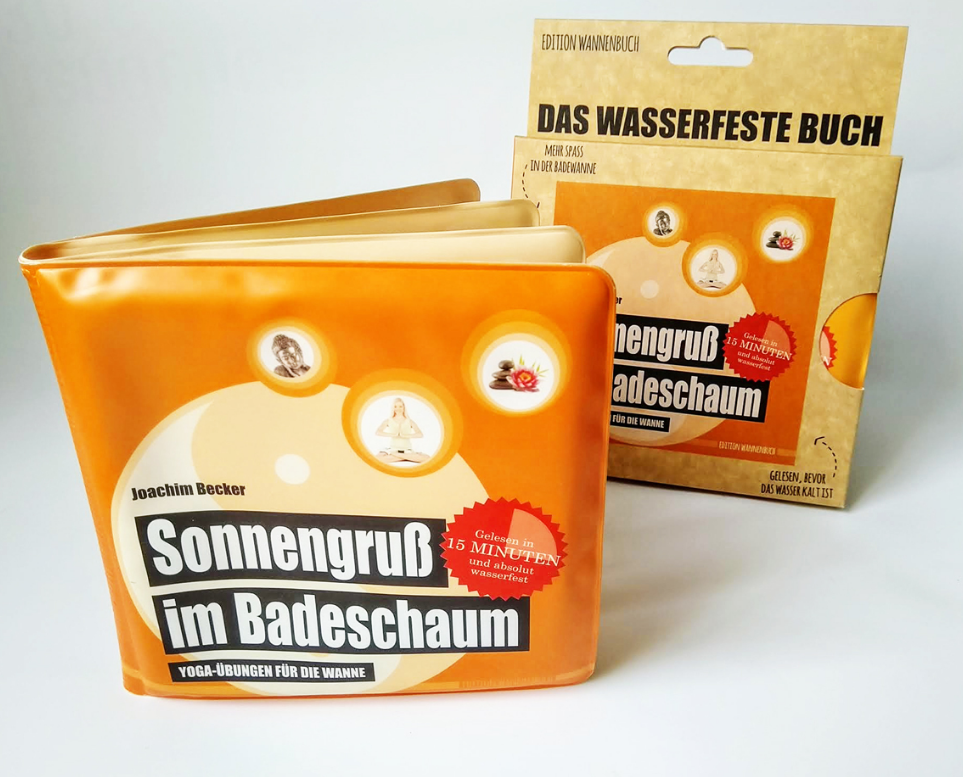 Joachim Becker
Sonnengruß
im Badeschaum
YOGA-ÜBUNGEN FÜR DIE WANNE
Gelesen in
15 MINUTEN
und absolut
wasserfest
EDITION WANNENBUCH
DAS WASSERFESTE BUCH
MEHR SPASS
IN DER BADEWANNE
er
nengruß
adeschaum
FÜR DIE WANNE
Gelesen in
15 MINUTEN
und absolut
wasserfest
EDITION WANNENBUCH
GELESEN, BEVOR
DAS WASSER KALT IST